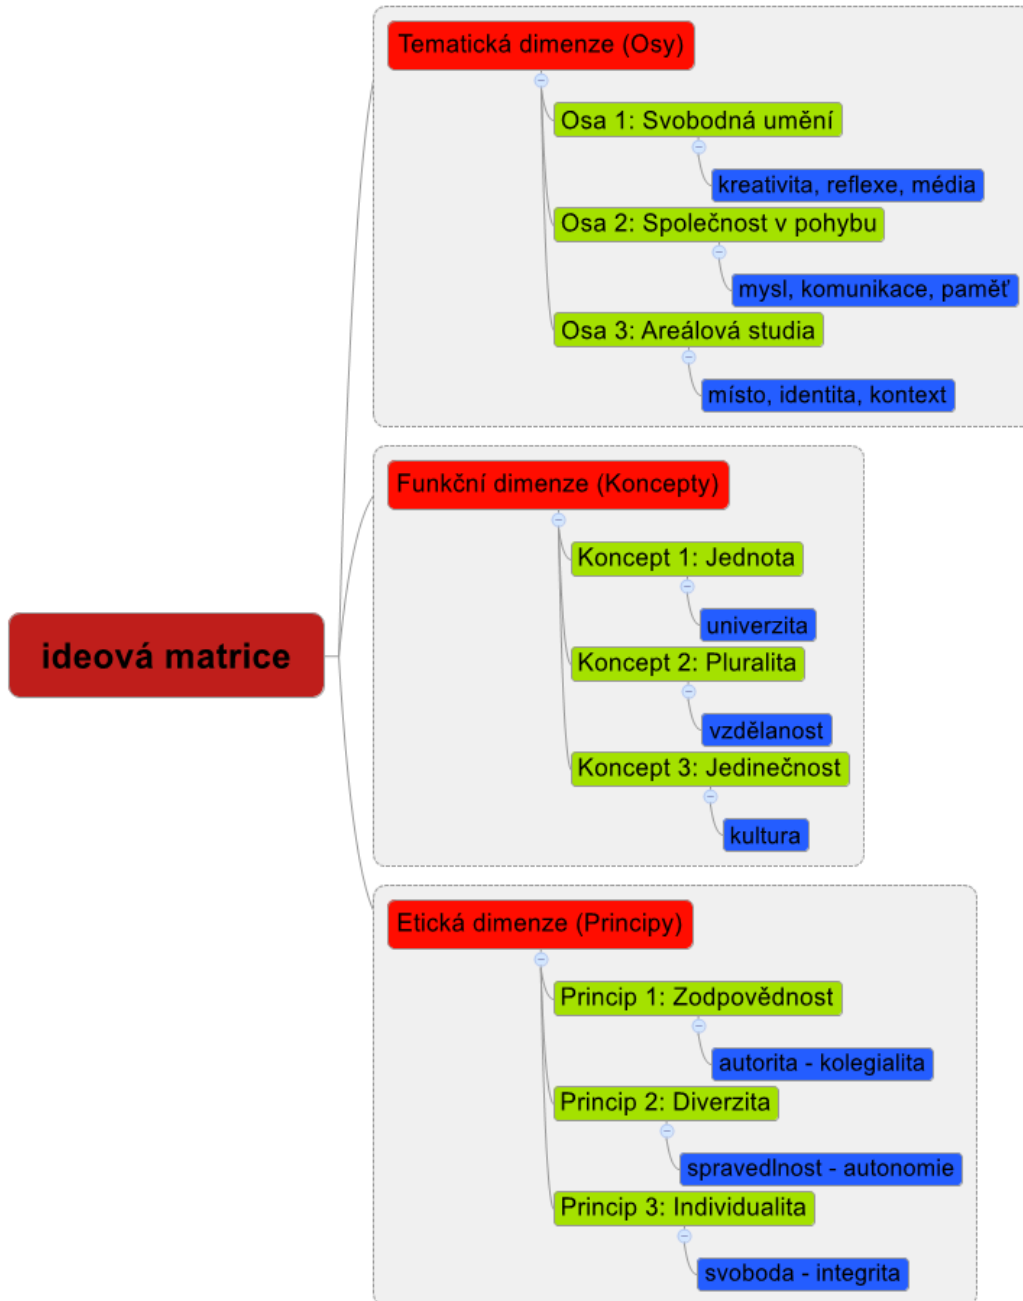 ideová matrice
Tematická dimenze (Osy)
Osa 1: Svobodná umění
kreativita, reflexe, média
Osa 2: Společnost v pohybu
mysl, komunikace, paměť
Osa 3: Areálová studia
místo, identita, kontext
Funkční dimenze (Koncepty)
Koncept 1: Jednota
univerzita
Koncept 2: Pluralita
vzdělanost
Koncept 3: Jedinečnost
kultura
Etická dimenze (Principy)
Princip 1: Zodpovědnost
autorita - kolegialita
Princip 2: Diverzita
spravedlnost - autonomie
Princip 3: Individualita
svoboda - integrita